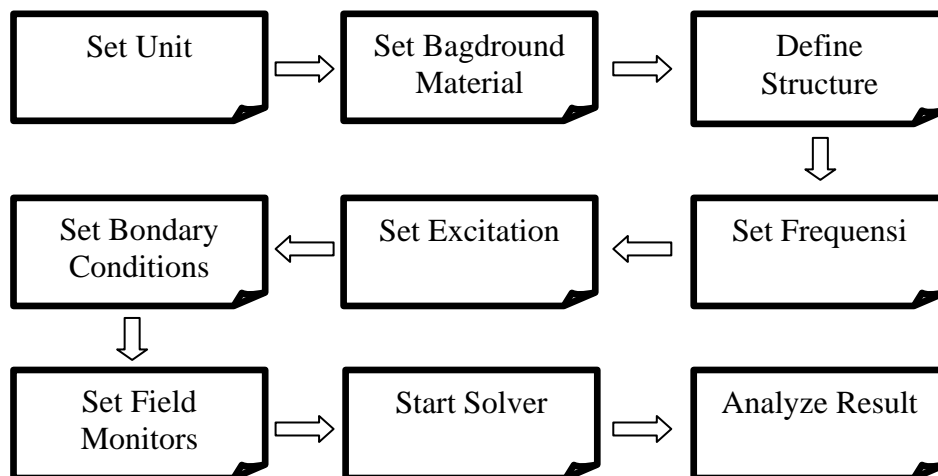 Set Unit
Set Bagdround
Material
Define
Structure
Set Bondary
Conditions
Set Excitation
Set Frequensi
Set Field
Monitors
Start Solver
Analyze Result